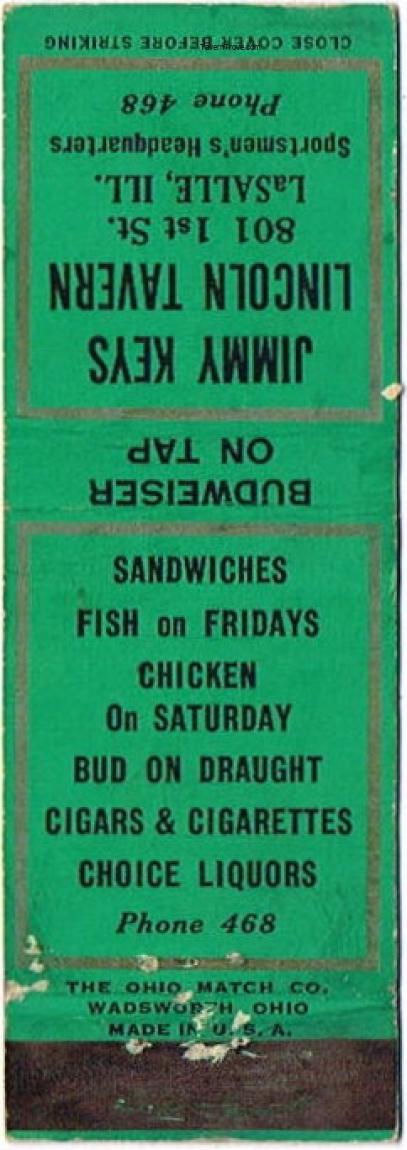 CLOSE COVER BEFORE STRIKING
JIMMY KEYS
LINCOLN TAVERN
801 1st St.
LaSALLE, ILL.
Sportsmen's Headquarters
Phone 468
BUDWEISER
ON TAP
SANDWICHES
FISH on FRIDAYS
CHICKEN
On SATURDAY
BUD ON DRAUGHT
CIGARS & CIGARETTES
CHOICE LIQUORS
Phone 468
THE OHIO MATCH CO.
WADSWORTH, OHIO
MADE IN U. S. A.